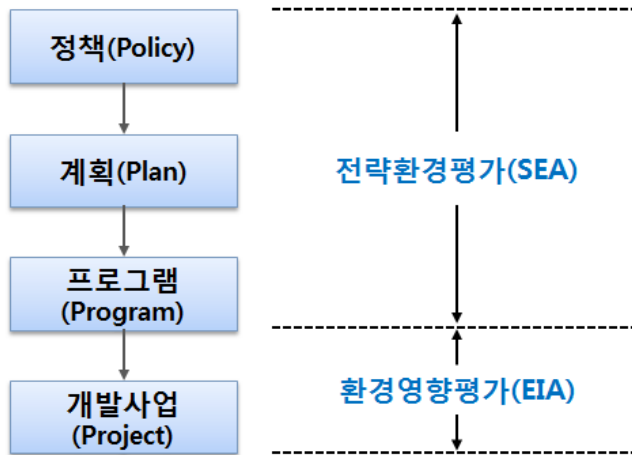 정책(Policy)
계획(Plan)
전략환경평가(SEA)
프로그램
(Program)
개발사업
(Project)
환경영향평가(EIA)